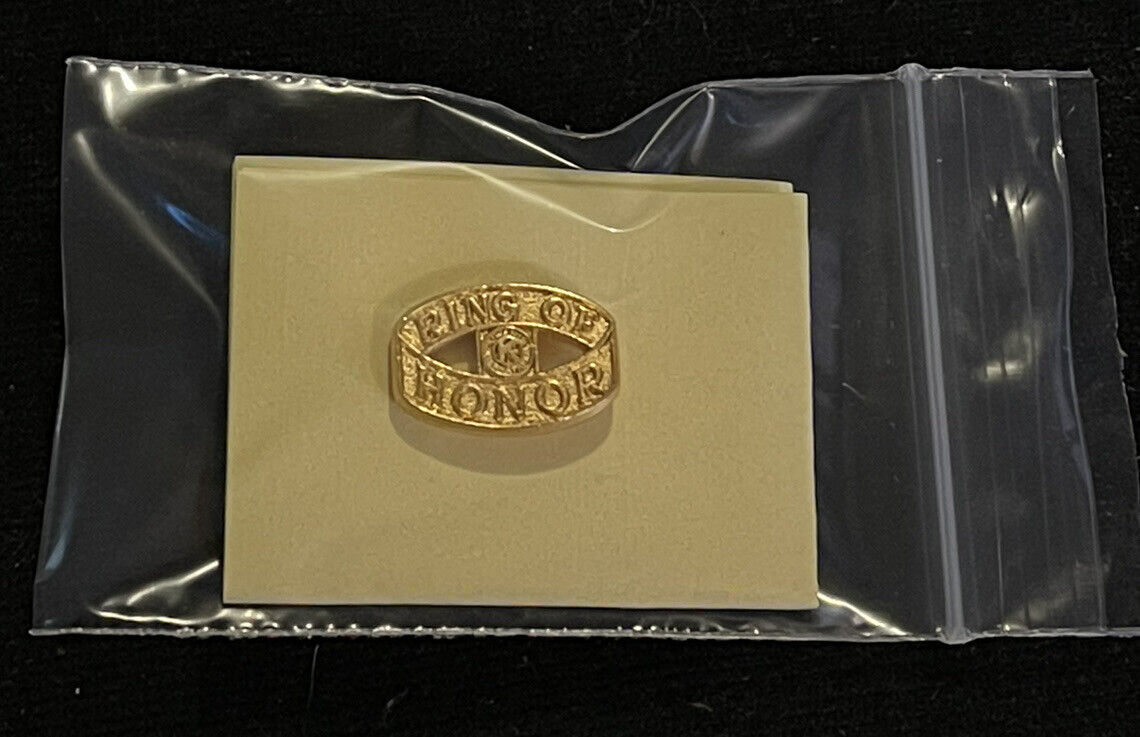 RING OF
K
HONOR